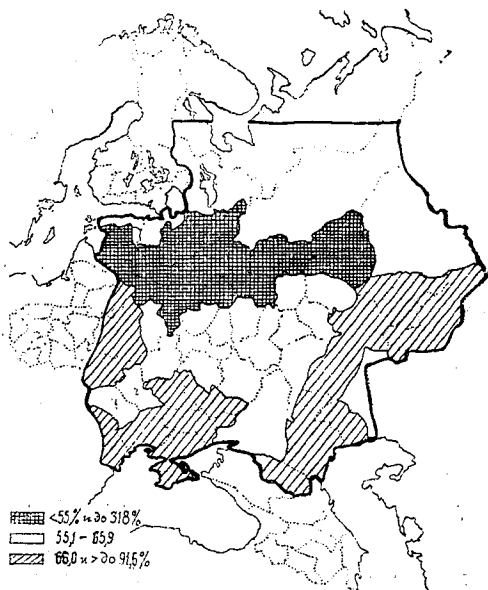 <55% и до 31,8%
55,1 – 65,9
66,0 и > до 91,5%